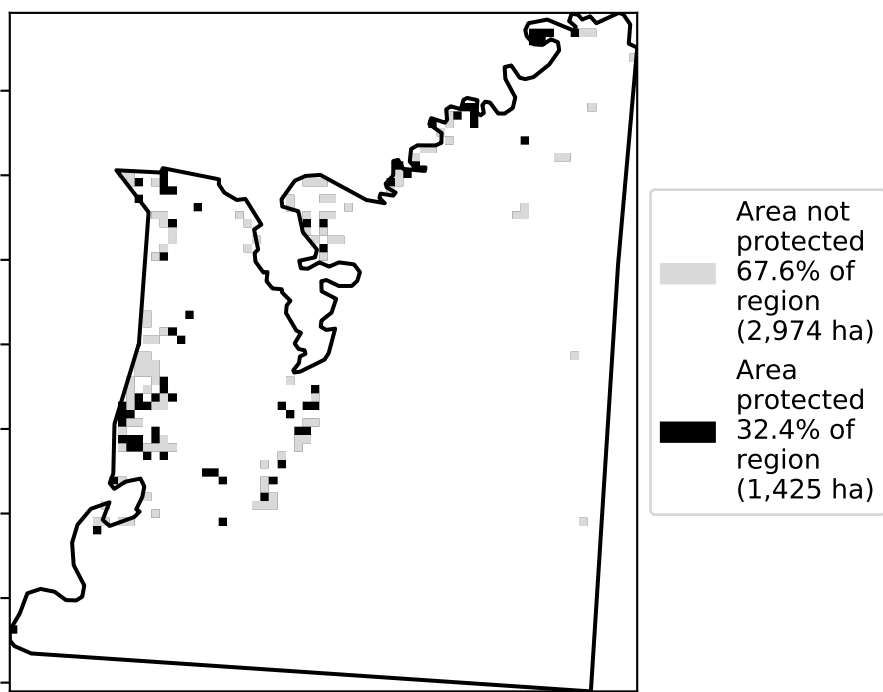 Area not
protected
67.6% of
region
(2,974 ha)
Area
protected
32.4% of
region
(1,425 ha)